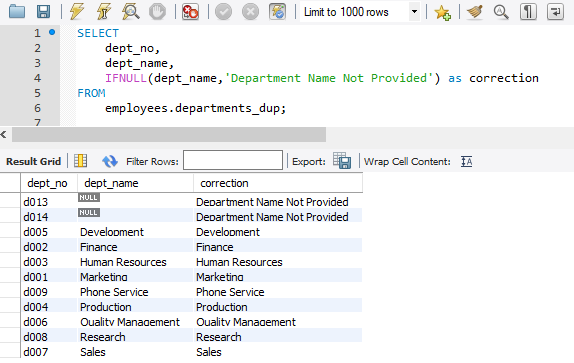 Limit to 1000 rows
1 SELECT
2 dept_no,
3 dept_name,
4 IFNULL(dept_name,'Department Name Not Provided') as correction
5 FROM
6 employees.departments_dup;
7
Result Grid Filter Rows: Export: Wrap Cell Content: IA
dept_no dept_name correction
d013 NULL Department Name Not Provided
d014 NULL Department Name Not Provided
d005 Development Development
d002 Finance Finance
d003 Human Resources Human Resources
d001 Marketing Marketing
d009 Phone Service Phone Service
d004 Production Production
d006 Quality Management Quality Management
d008 Research Research
d007 Sales Sales